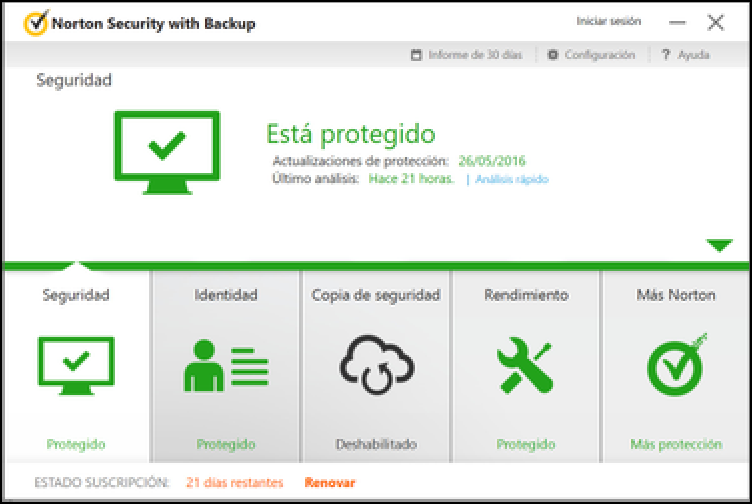 Norton Security with Backup
Iniciar sesión
Informe de 30 días
Configuración
? Ayuda
Seguridad
Está protegido
Actualizaciones de protección: 26/05/2016
Último análisis: Hace 21 horas. | Análisis rápido
Seguridad
Identidad
Copia de seguridad
Rendimiento
Más Norton
Protegido
Protegido
Deshabilitado
Protegido
Más protección
ESTADO SUSCRIPCIÓN: 21 días restantes Renovar